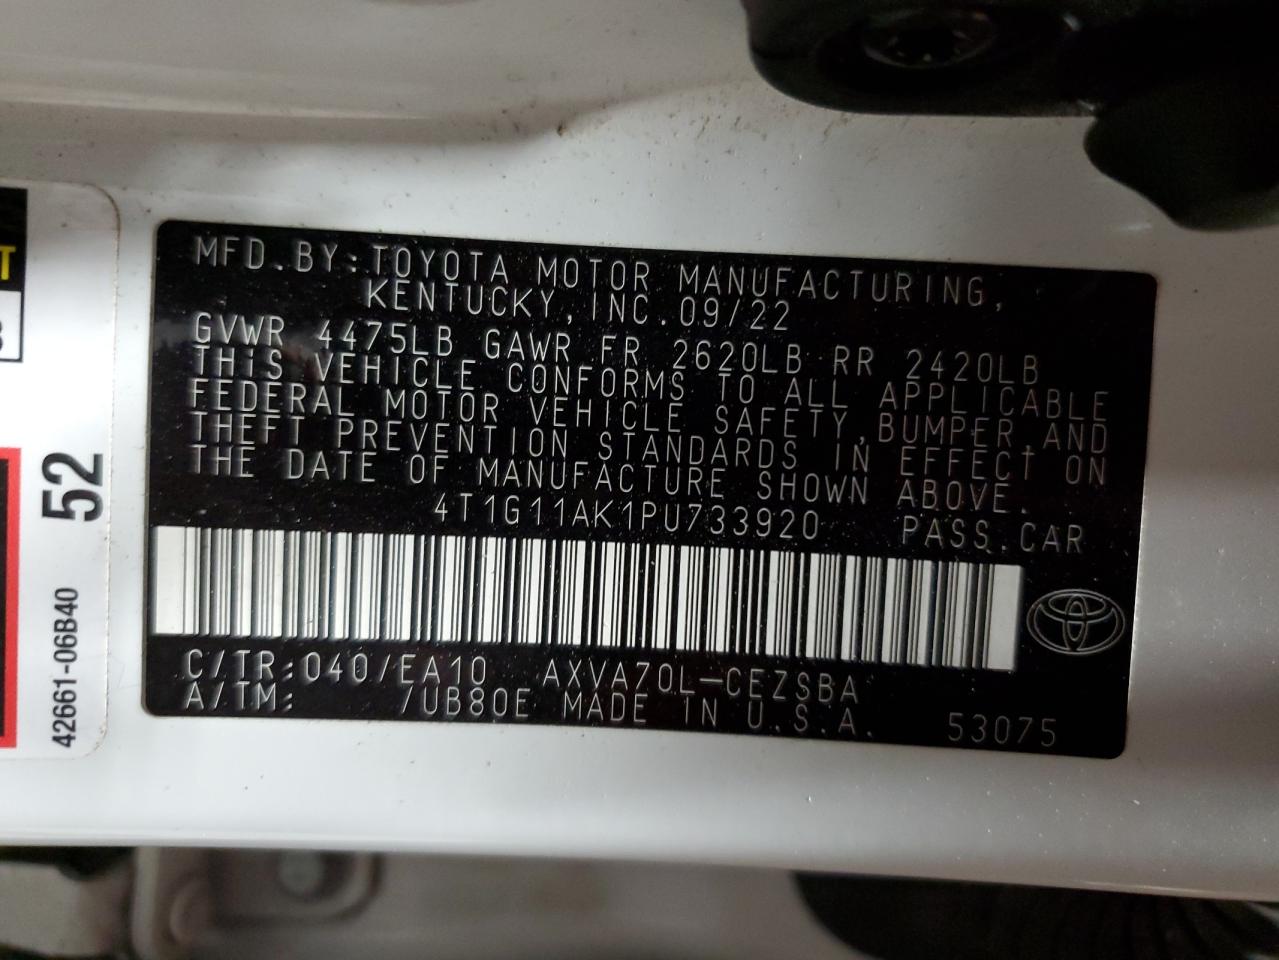 MFD.BY:TOYOTA MOTOR MANUFACTURING,
KENTUCKY,INC.09/22
GVWR 4475LB GAWR FR 2620LB RR 2420LB
THIS VEHICLE CONFORMS TO ALL APPLICABLE
FEDERAL MOTOR VEHICLE SAFETY,BUMPER,AND
THEFT PREVENTION STANDARDS IN EFFECT ON
THE DATE OF MANUFACTURE SHOWN ABOVE.
4T1G11AK1PU733920 PASS.CAR
C/TR:040/EA10 AXVA70L-CEZSBA
A/TM: /UB80E MADE IN U.S.A. 53075
52
42661-06B40
T